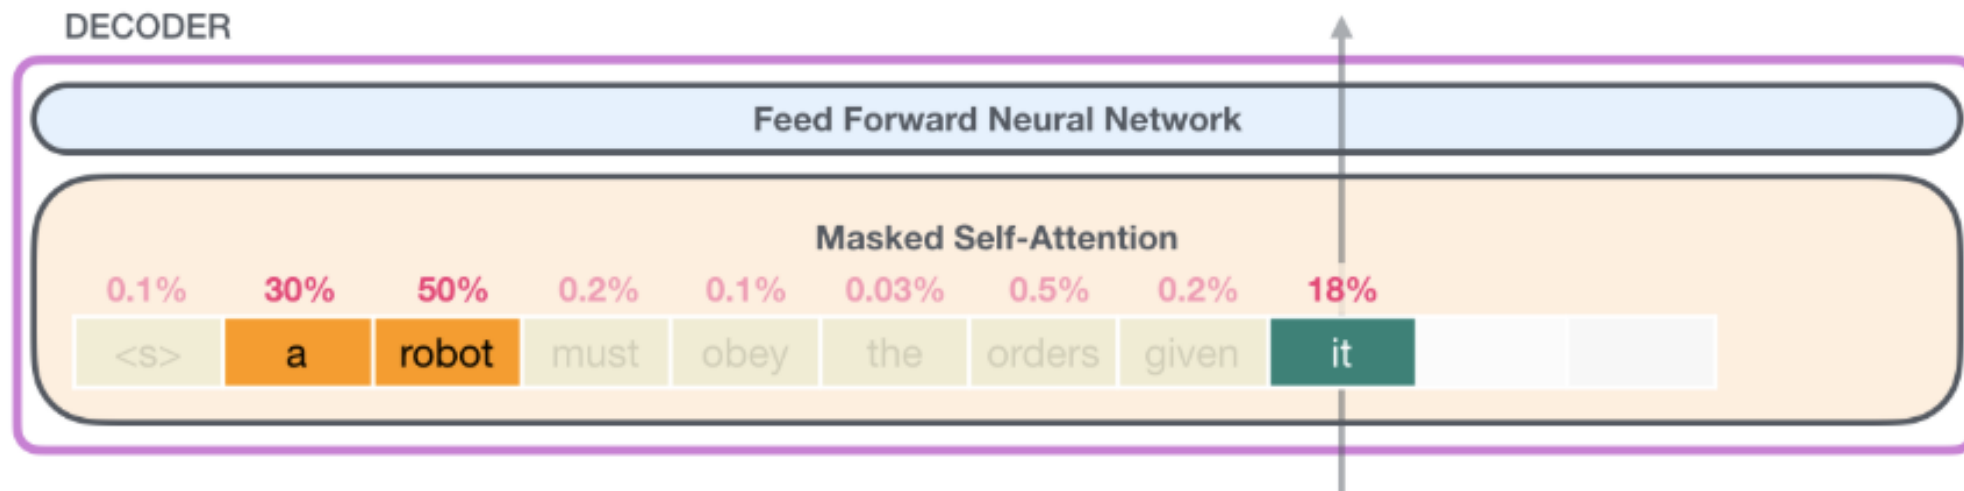 DECODER
Feed Forward Neural Network
Masked Self-Attention
0.1% 30% 50% 0.2% 0.1% 0.03% 0.5% 0.2% 18%
<s> a robot must obey the orders given it